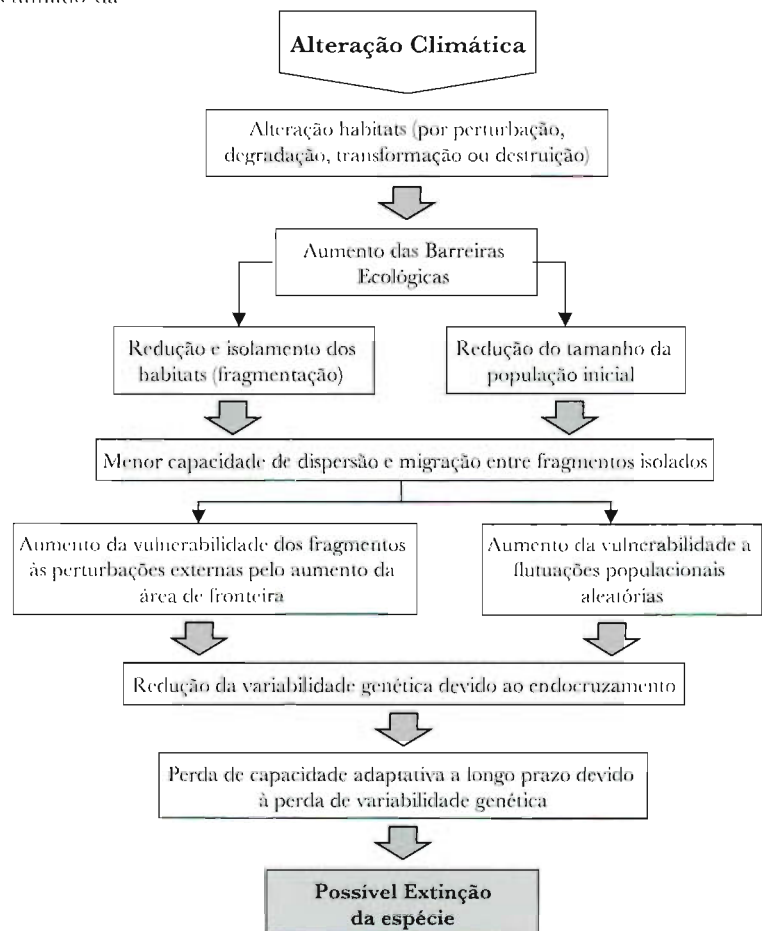 Alteração Climática
Alteração habitats (por perturbação,
degradação, transformação ou destruição)
Aumento das Barreiras
Ecológicas
Redução e isolamento dos
habitats (fragmentação)
Redução do tamanho da
população inicial
Menor capacidade de dispersão e migração entre fragmentos isolados
Aumento da vulnerabilidade dos fragmentos
às perturbações externas pelo aumento da
área de fronteira
Aumento da vulnerabilidade a
flutuações populacionais
aleatórias
Redução da variabilidade genética devido ao endocruzamento
Perda de capacidade adaptativa a longo prazo devido
à perda de variabilidade genética
Possível Extinção
da espécie